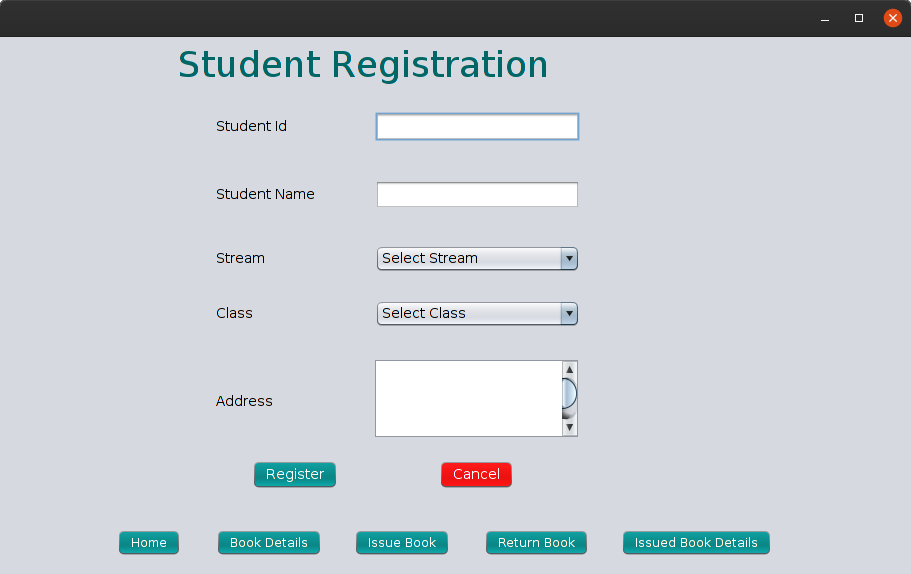 Student Registration
Student Id
Student Name
Stream
Select Stream
Class
Select Class
Address
Register
Cancel
Home
Book Details
Issue Book
Return Book
Issued Book Details